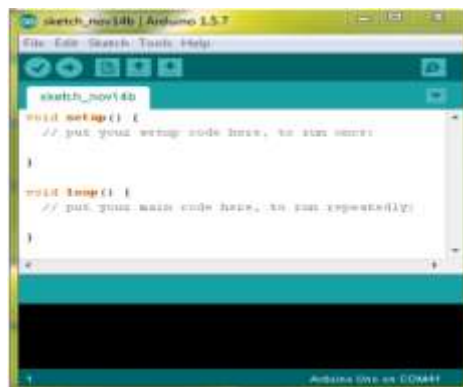 sketch_nov14b | Arduino 1.5.7
File Edit Sketch Tools Help
sketch_nov14b
void setup() {
// put your setup code here, to run once:
}
void loop() {
// put your main code here, to run repeatedly:
}
1
Arduino Uno on